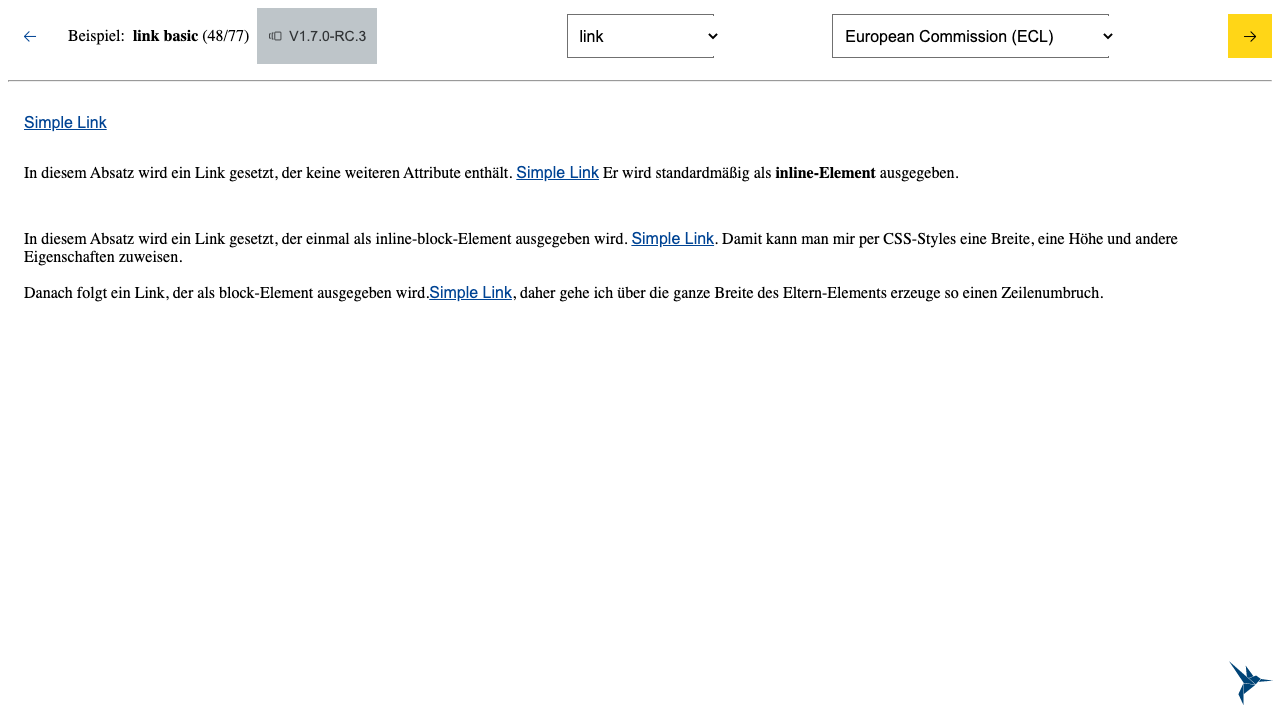 Beispiel: link basic (48/77) V1.7.0-RC.3 link European Commission (ECL)
Simple Link
In diesem Absatz wird ein Link gesetzt, der keine weiteren Attribute enthält. Simple Link Er wird standardmäßig als inline-Element ausgegeben.
In diesem Absatz wird ein Link gesetzt, der einmal als inline-block-Element ausgegeben wird. Simple Link. Damit kann man mir per CSS-Styles eine Breite, eine Höhe und andere
Eigenschaften zuweisen.
Danach folgt ein Link, der als block-Element ausgegeben wird.Simple Link, daher gehe ich über die ganze Breite des Eltern-Elements erzeuge so einen Zeilenumbruch.